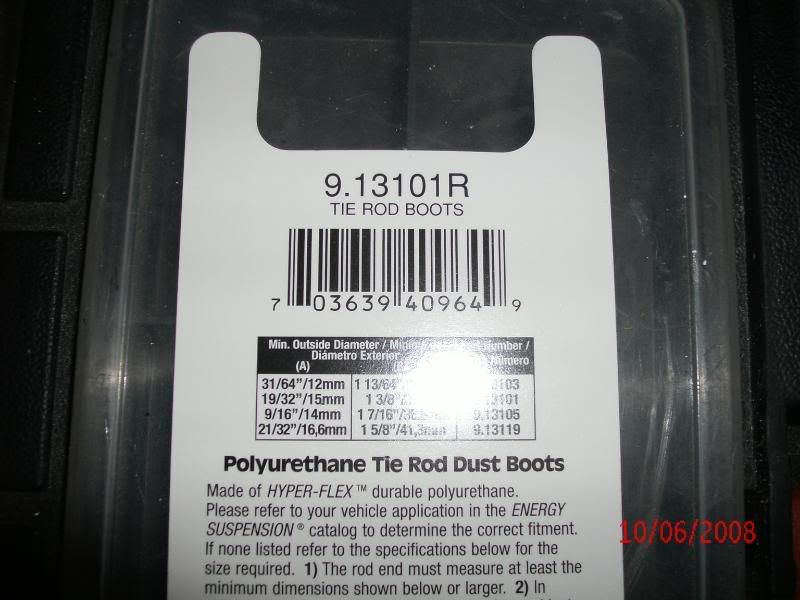 9.13101R
TIE ROD BOOTS
7 03639 40964 9
Min. Outside Diameter /
Diámetro Exterior
(A)
31/64"/12mm 1 13/64" 3103
19/32"/15mm 1 3/8" 13101
9/16"/14mm 1 7/16" 9.13105
21/32"/16,6mm 1 5/8"/41,3mm 9.13119
Polyurethane Tie Rod Dust Boots
Made of HYPER-FLEX™ durable polyurethane.
Please refer to your vehicle application in the ENERGY
SUSPENSION® catalog to determine the correct fitment.
If none listed refer to the specifications below for the
size required. 1) The rod end must measure at least the
minimum dimensions shown below or larger. 2) In
10/06/2008